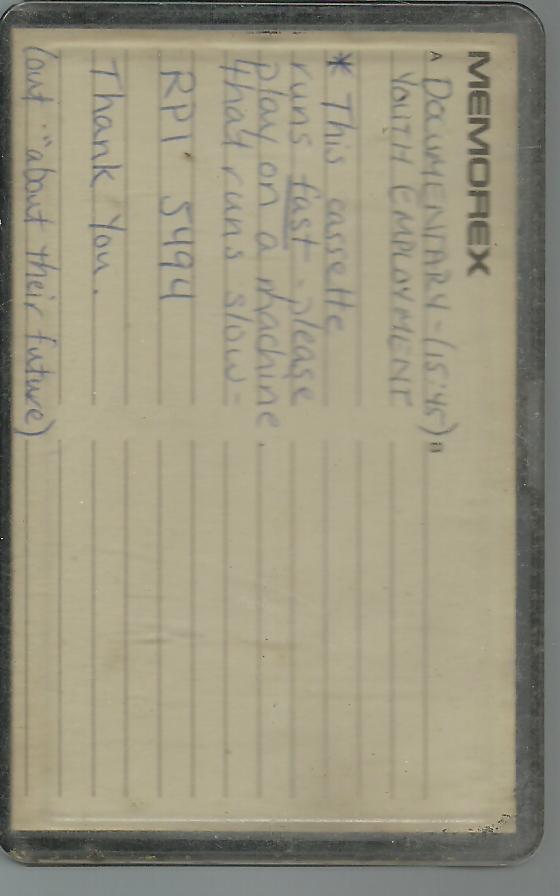 MEMOREX
A DOCUMENTARY - (15:45) B
YOUTH EMPLOYMENT
* This cassette
runs fast - please
play on a machine
that runs slow -
RPI 5494
Thank You.
(out "about their future)